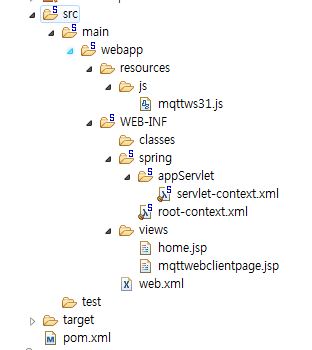 src
main
webapp
resources
js
mqttws31.js
WEB-INF
classes
spring
appServlet
servlet-context.xml
root-context.xml
views
home.jsp
mqttwebclientpage.jsp
web.xml
test
target
pom.xml